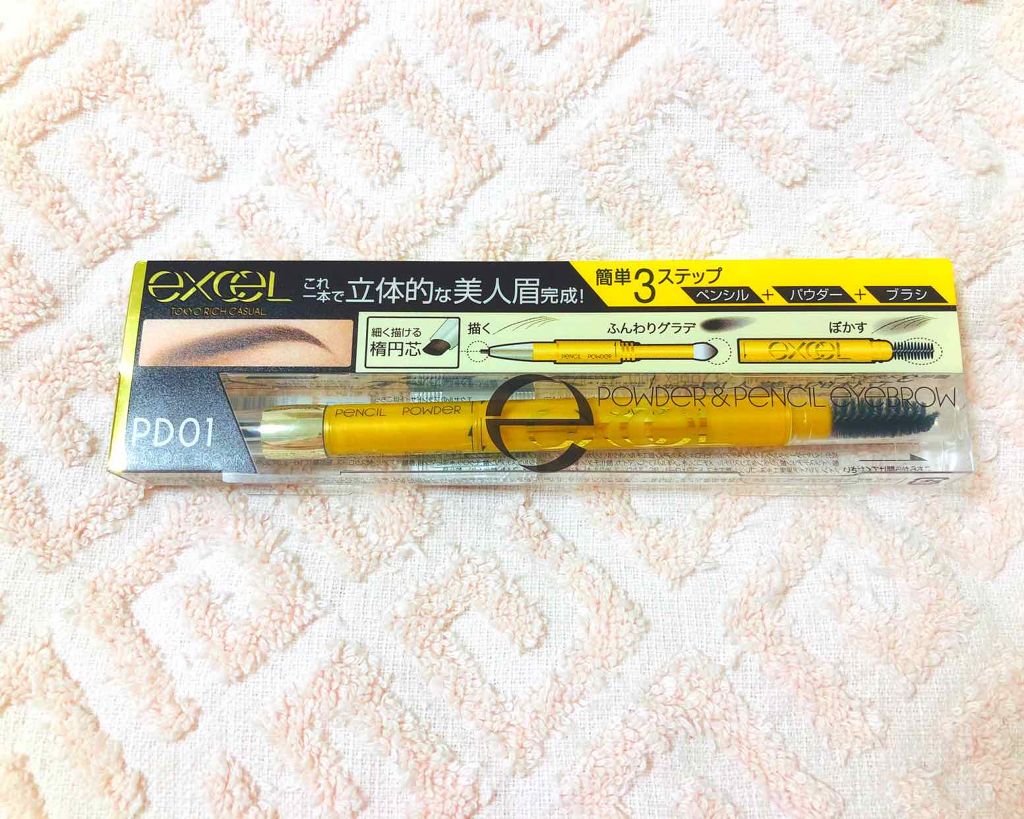 excel
TOKYO RICH CASUAL
これ
一本で立体的な美人眉完成!
簡単3ステップ
ペンシル + パウダー + ブラシ
細く描ける
楕円芯
描く
ふんわりグラデ
ぼかす
PENCIL POWDER
excel
PD01
POWDER & PENCIL EYEBROW
PENCIL POWDER
e
excel